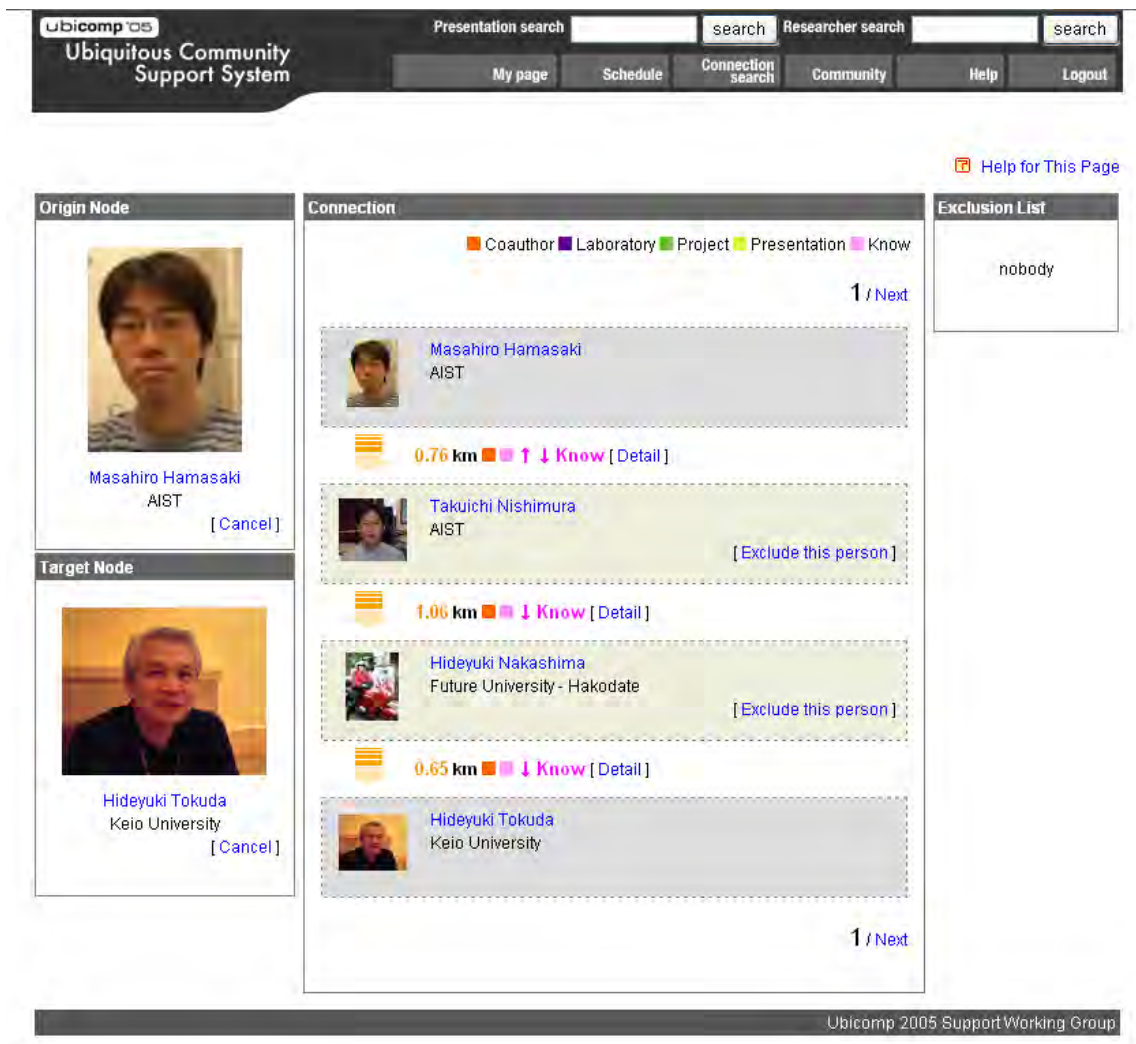 Ubicomp'05
Ubiquitous Community
Support System
Presentation search search Researcher search search
My page Schedule Connection search Community Help Logout
Help for This Page
Origin Node
Masahiro Hamasaki
AIST
[ Cancel ]
Target Node
Hideyuki Tokuda
Keio University
[ Cancel ]
Connection
Coauthor Laboratory Project Presentation Know
1 / Next
Masahiro Hamasaki
AIST
0.76 km ↑ ↓ Know [ Detail ]
Takuichi Nishimura
AIST
[ Exclude this person ]
1.06 km ↓ Know [ Detail ]
Hideyuki Nakashima
Future University - Hakodate
[ Exclude this person ]
0.65 km ↓ Know [ Detail ]
Hideyuki Tokuda
Keio University
1 / Next
Exclusion List
nobody
Ubicomp 2005 Support Working Group